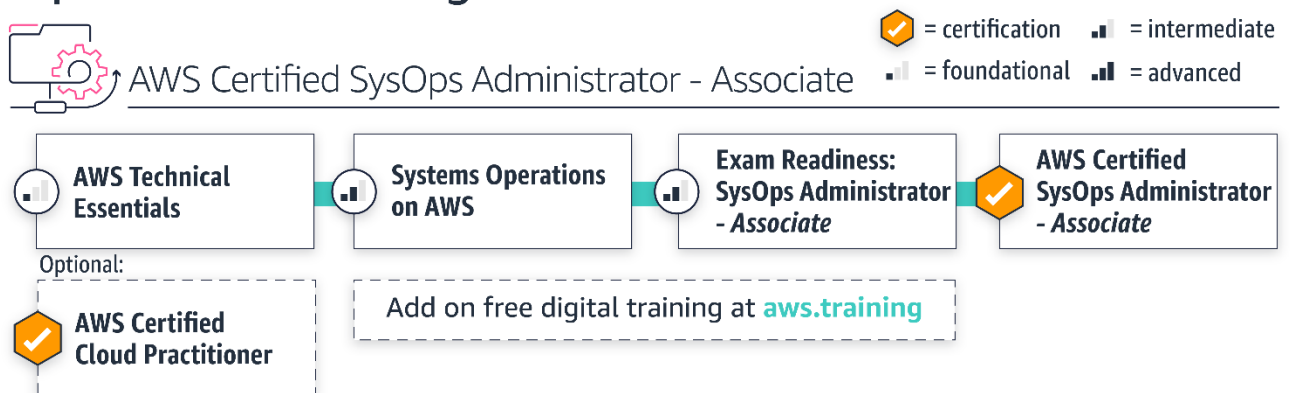 = certification = intermediate
= foundational = advanced
AWS Certified SysOps Administrator - Associate
AWS Technical
Essentials
Systems Operations
on AWS
Exam Readiness:
SysOps Administrator
- Associate
AWS Certified
SysOps Administrator
- Associate
Optional:
AWS Certified
Cloud Practitioner
Add on free digital training at aws.training